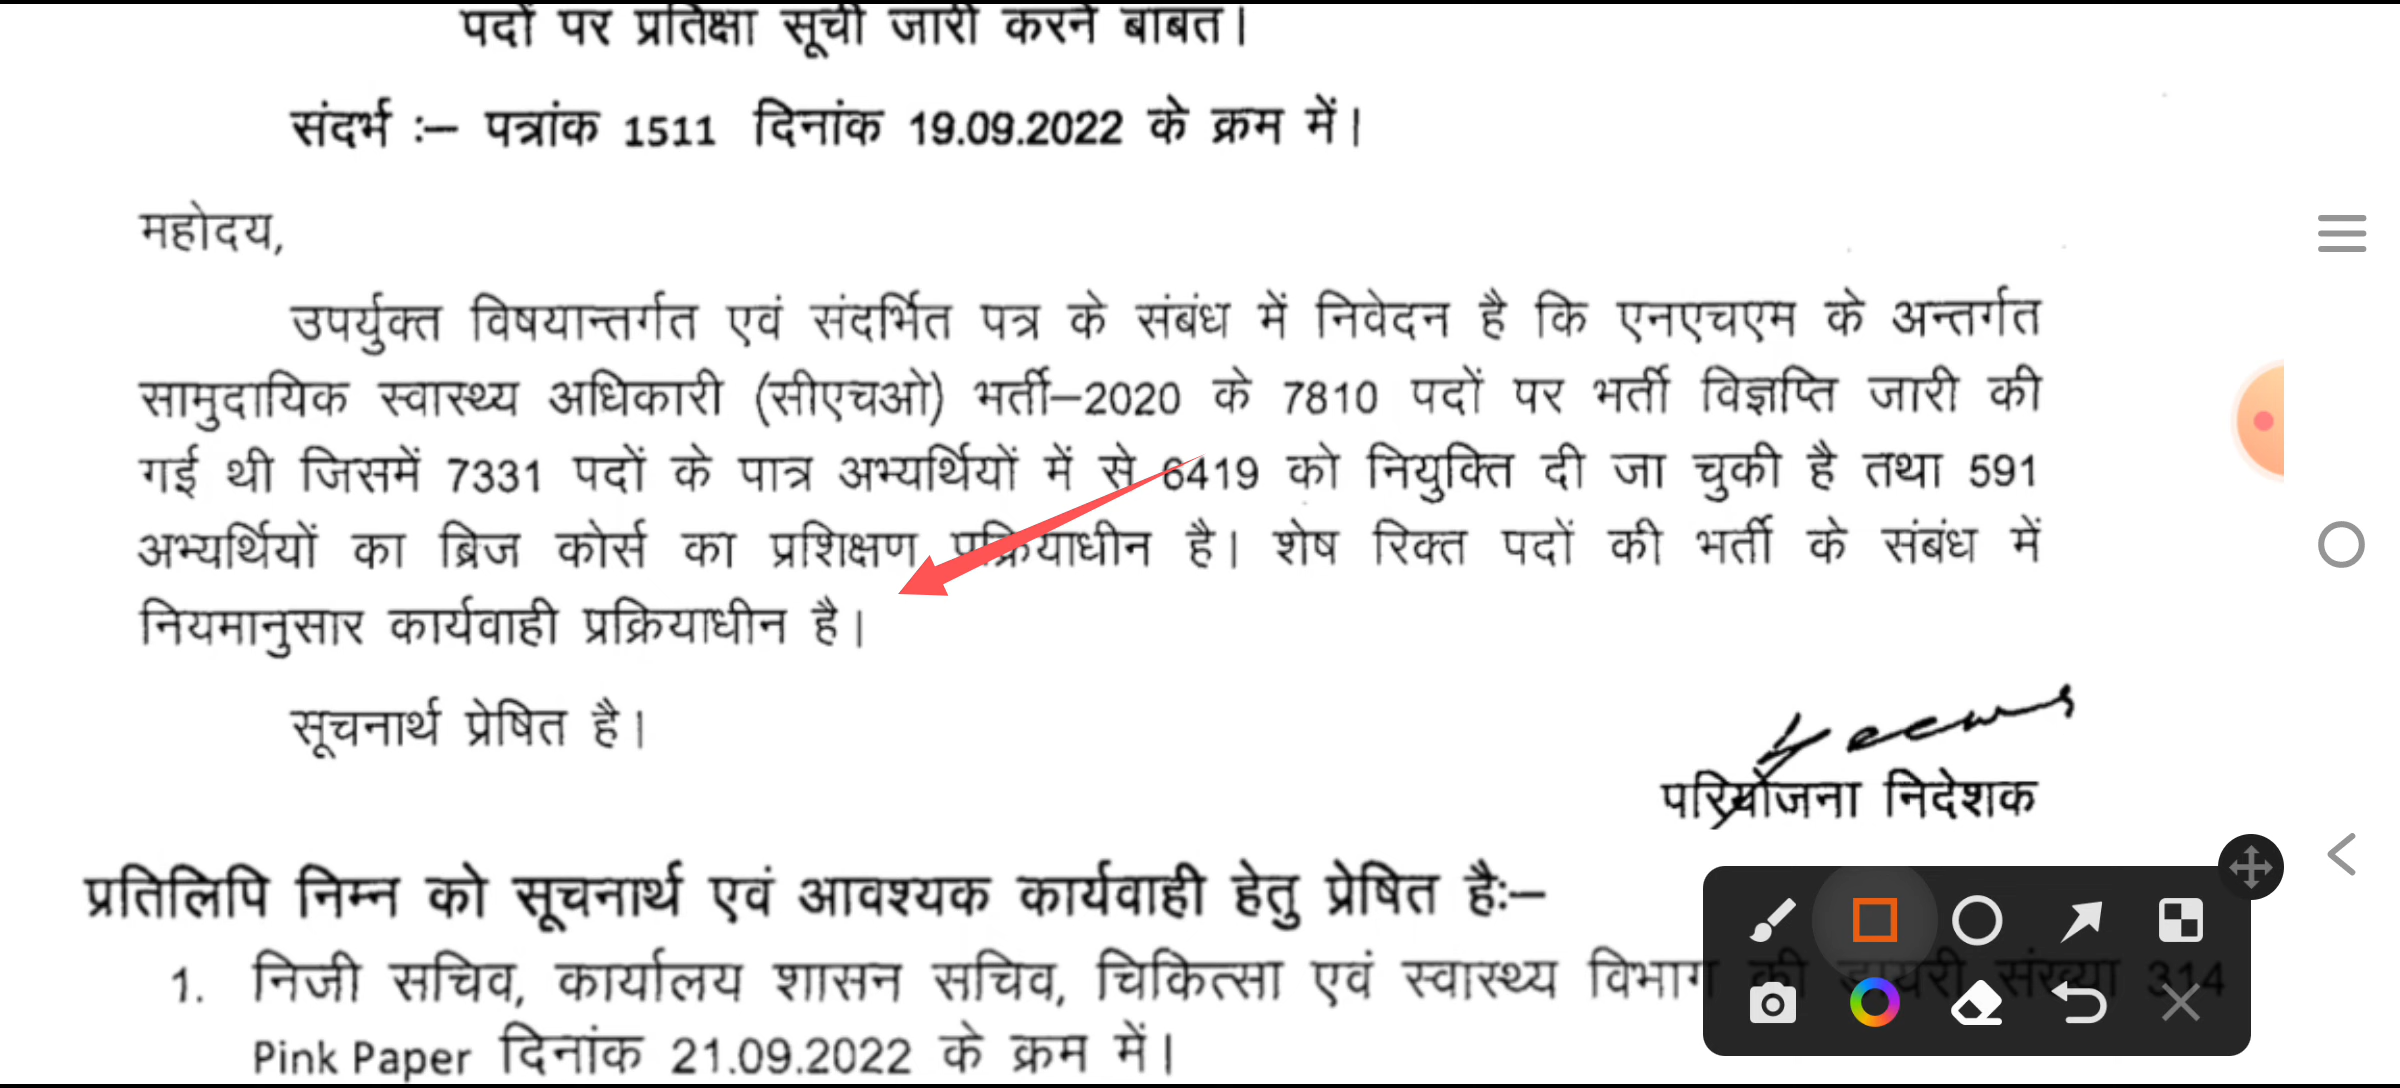 पदों पर प्रतिक्षा सूची जारी करने बाबत।
संदर्भ :– पत्रांक 1511 दिनांक 19.09.2022 के क्रम में।
महोदय,
उपर्युक्त विषयान्तर्गत एवं संदर्भित पत्र के संबंध में निवेदन है कि एनएचएम के अन्तर्गत
सामुदायिक स्वास्थ्य अधिकारी (सीएचओ) भर्ती–2020 के 7810 पदों पर भर्ती विज्ञप्ति जारी की
गई थी जिसमें 7331 पदों के पात्र अभ्यर्थियों में से 6419 को नियुक्ति दी जा चुकी है तथा 591
अभ्यर्थियों का ब्रिज कोर्स का प्रशिक्षण प्रक्रियाधीन है। शेष रिक्त पदों की भर्ती के संबंध में
नियमानुसार कार्यवाही प्रक्रियाधीन है।
सूचनार्थ प्रेषित है।
परियोजना निदेशक
प्रतिलिपि निम्न को सूचनार्थ एवं आवश्यक कार्यवाही हेतु प्रेषित है:–
1. निजी सचिव, कार्यालय शासन सचिव, चिकित्सा एवं स्वास्थ्य विभाग की डायरी संख्या 314
Pink Paper दिनांक 21.09.2022 के क्रम में।